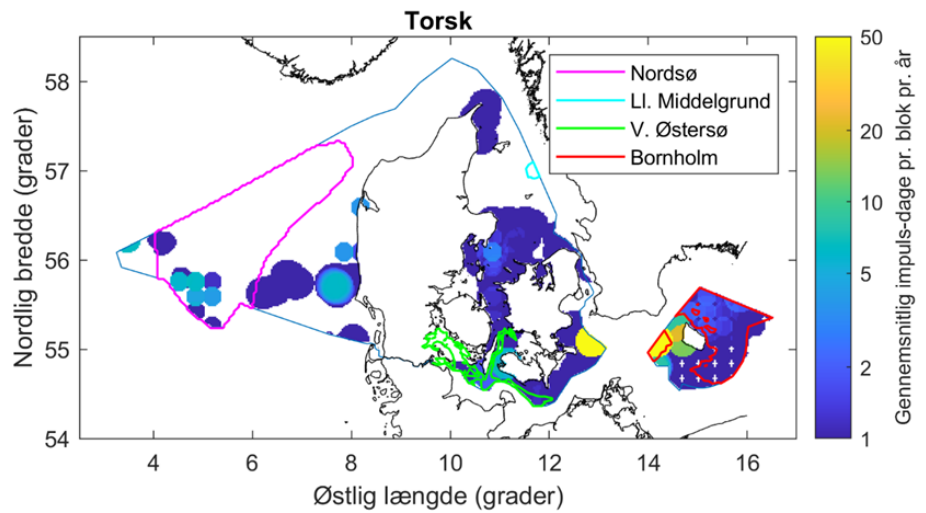 Torsk
Nordsø
Ll. Middelgrund
V. Østersø
Bornholm
58
57
56
55
54
4
6
8
10
12
14
16
Østlig længde (grader)
Nordlig bredde (grader)
50
20
10
5
2
1
Gennemsnitlig impuls-dage pr. blok pr. år